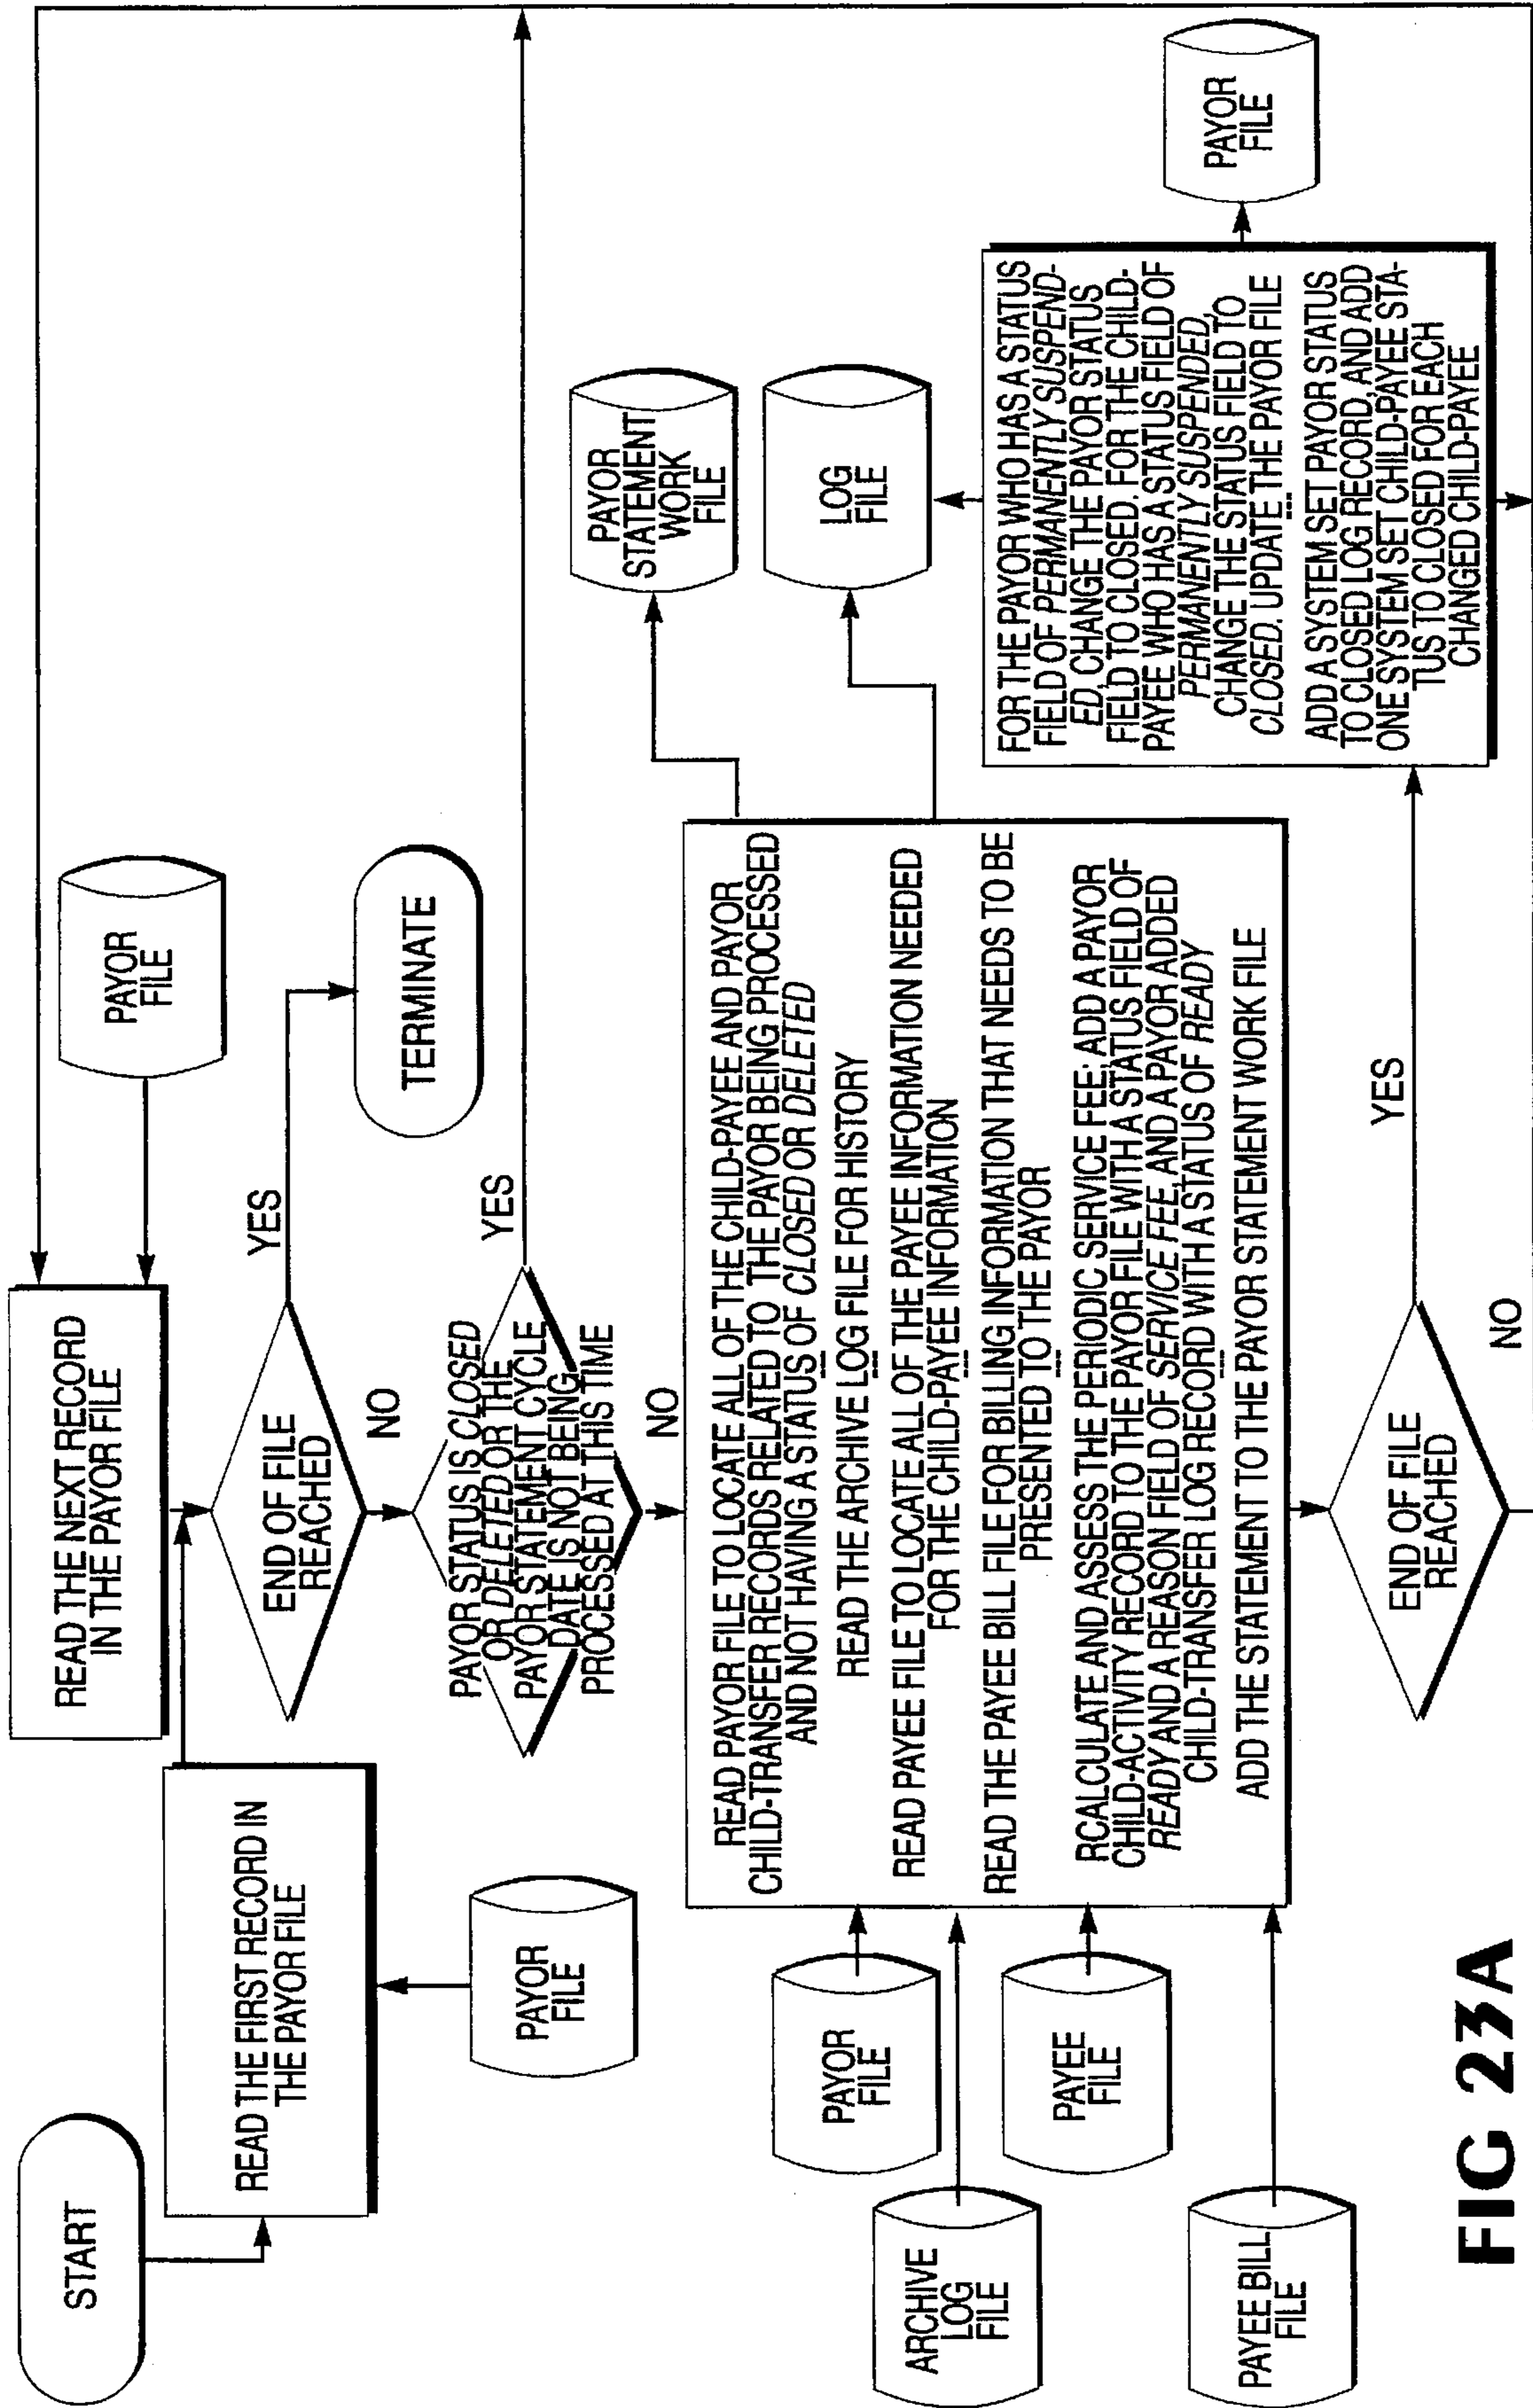 START
READ THE FIRST RECORD IN
THE PAYOR FILE
PAYOR
FILE
READ THE NEXT RECORD
IN THE PAYOR FILE
PAYOR
FILE
END OF FILE
REACHED
YES
TERMINATE
NO
PAYOR STATUS IS CLOSED
OR DELETED OR THE
PAYOR STATEMENT CYCLE
DATE IS NOT BEING
PROCESSED AT THIS TIME
YES
NO
PAYOR
FILE
ARCHIVE
LOG
FILE
PAYEE
FILE
PAYEE BILL
FILE
READ PAYOR FILE TO LOCATE ALL OF THE CHILD-PAYEE AND PAYOR
CHILD-TRANSFER RECORDS RELATED TO THE PAYOR BEING PROCESSED
AND NOT HAVING A STATUS OF CLOSED OR DELETED
READ THE ARCHIVE LOG FILE FOR HISTORY
READ PAYEE FILE TO LOCATE ALL OF THE PAYEE INFORMATION NEEDED
FOR THE CHILD-PAYEE INFORMATION
READ THE PAYEE BILL FILE FOR BILLING INFORMATION THAT NEEDS TO BE
PRESENTED TO THE PAYOR
RCALCULATE AND ASSESS THE PERIODIC SERVICE FEE; ADD A PAYOR
CHILD-ACTIVITY RECORD TO THE PAYOR FILE WITH A STATUS FIELD OF
READY AND A REASON FIELD OF SERVICE FEE, AND A PAYOR ADDED
CHILD-TRANSFER LOG RECORD WITH A STATUS OF READY
ADD THE STATEMENT TO THE PAYOR STATEMENT WORK FILE
PAYOR
STATEMENT
WORK
FILE
LOG
FILE
END OF FILE
REACHED
YES
NO
FOR THE PAYOR WHO HAS A STATUS
FIELD OF PERMANENTLY SUSPEND-
ED, CHANGE THE PAYOR STATUS
FIELD TO CLOSED. FOR THE CHILD-
PAYEE WHO HAS A STATUS FIELD OF
PERMANENTLY SUSPENDED,
CHANGE THE STATUS FIELD TO
CLOSED. UPDATE THE PAYOR FILE
ADD A SYSTEM SET PAYOR STATUS
TO CLOSED LOG RECORD, AND ADD
ONE SYSTEM SET CHILD-PAYEE STA-
TUS TO CLOSED FOR EACH
CHANGED CHILD-PAYEE
PAYOR
FILE
FIG 23A